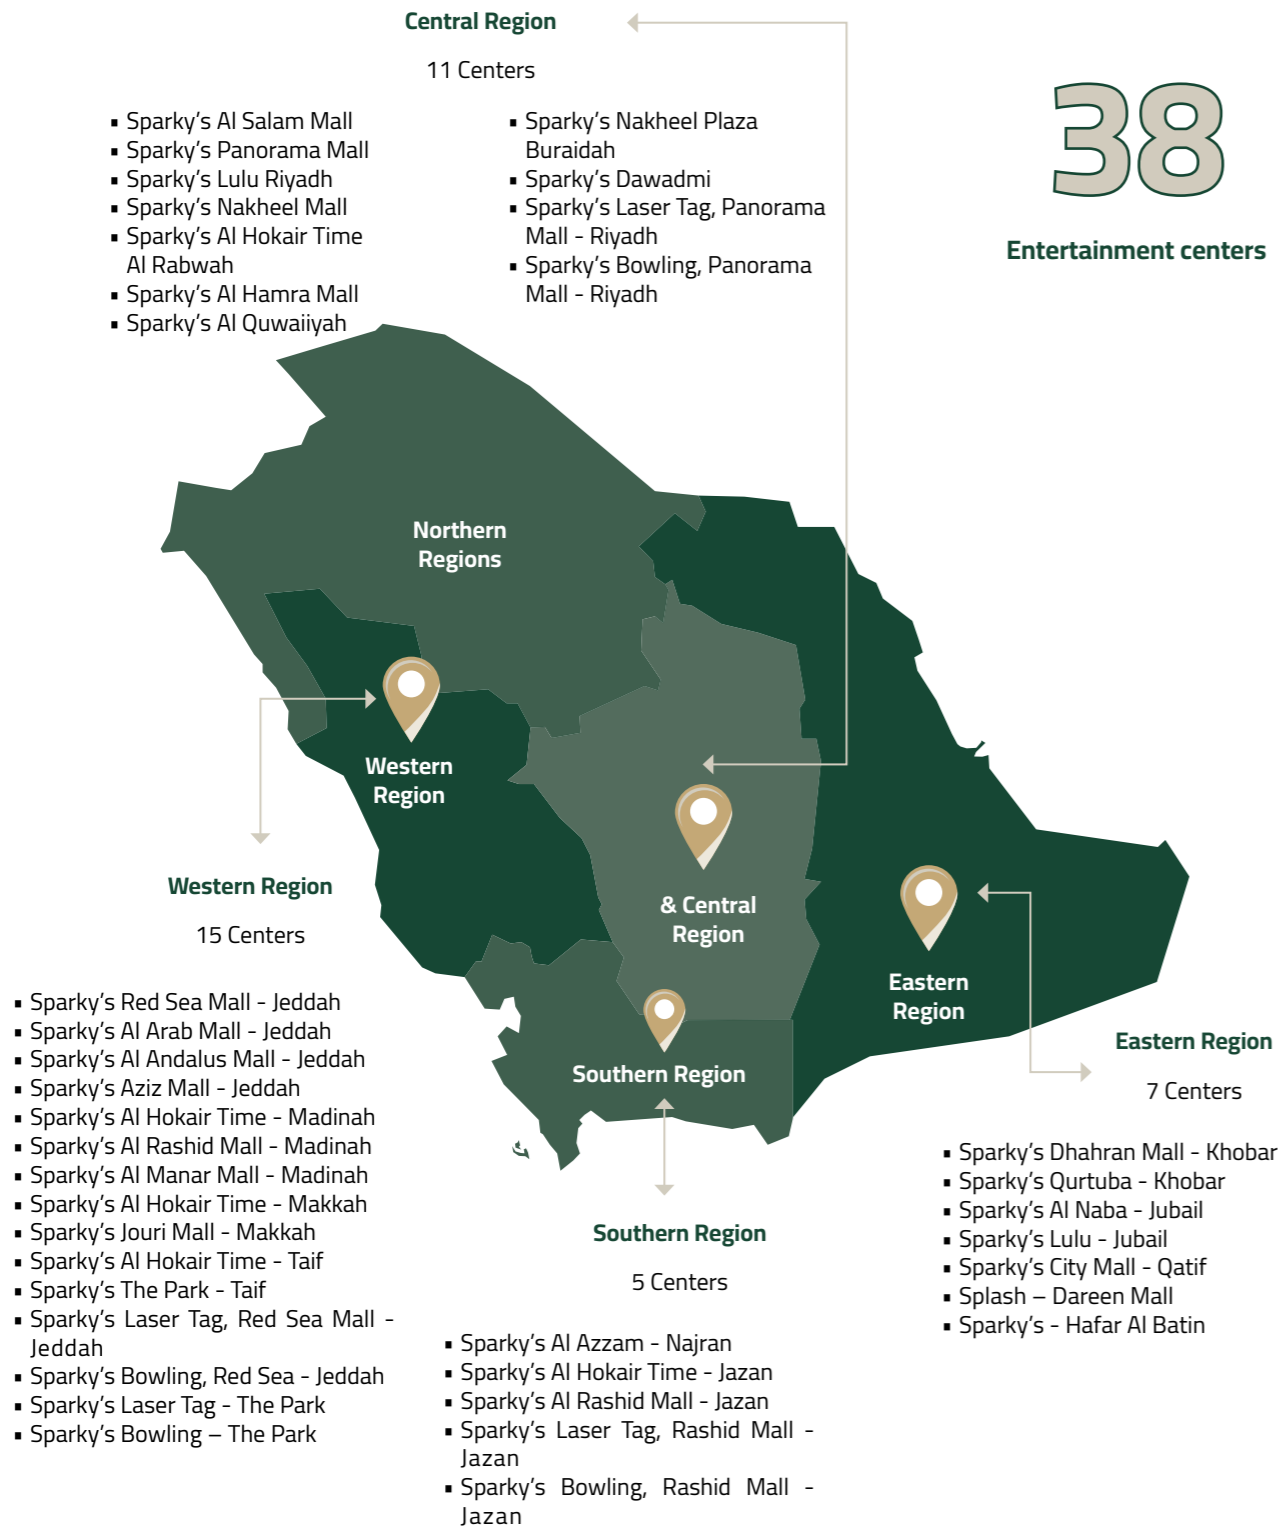 Central Region
11 Centers
▪ Sparky's Al Salam Mall
▪ Sparky's Panorama Mall
▪ Sparky's Lulu Riyadh
▪ Sparky's Nakheel Mall
▪ Sparky's Al Hokair Time
Al Rabwah
▪ Sparky's Al Hamra Mall
▪ Sparky's Al Quwaiiyah
▪ Sparky's Nakheel Plaza
Buraidah
▪ Sparky's Dawadmi
▪ Sparky's Laser Tag, Panorama
Mall - Riyadh
▪ Sparky's Bowling, Panorama
Mall - Riyadh
38
Entertainment centers
Northern
Regions
Western
Region
& Central
Region
Eastern
Region
Southern Region
Western Region
15 Centers
▪ Sparky's Red Sea Mall - Jeddah
▪ Sparky's Al Arab Mall - Jeddah
▪ Sparky's Al Andalus Mall - Jeddah
▪ Sparky's Aziz Mall - Jeddah
▪ Sparky's Al Hokair Time - Madinah
▪ Sparky's Al Rashid Mall - Madinah
▪ Sparky's Al Manar Mall - Madinah
▪ Sparky's Al Hokair Time - Makkah
▪ Sparky's Jouri Mall - Makkah
▪ Sparky's Al Hokair Time - Taif
▪ Sparky's The Park - Taif
▪ Sparky's Laser Tag, Red Sea Mall -
Jeddah
▪ Sparky's Bowling, Red Sea - Jeddah
▪ Sparky's Laser Tag - The Park
▪ Sparky's Bowling – The Park
Southern Region
5 Centers
▪ Sparky's Al Azzam - Najran
▪ Sparky's Al Hokair Time - Jazan
▪ Sparky's Al Rashid Mall - Jazan
▪ Sparky's Laser Tag, Rashid Mall -
Jazan
▪ Sparky's Bowling, Rashid Mall -
Jazan
Eastern Region
7 Centers
▪ Sparky's Dhahran Mall - Khobar
▪ Sparky's Qurtuba - Khobar
▪ Sparky's Al Naba - Jubail
▪ Sparky's Lulu - Jubail
▪ Sparky's City Mall - Qatif
▪ Splash – Dareen Mall
▪ Sparky's - Hafar Al Batin